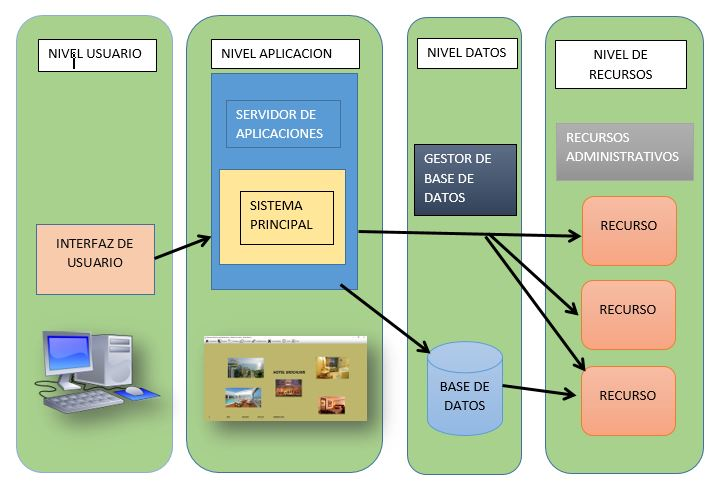 NIVEL USUARIO
NIVEL APLICACION
NIVEL DATOS
NIVEL DE
RECURSOS
SERVIDOR DE
APLICACIONES
RECURSOS
ADMINISTRATIVOS
GESTOR DE
BASE DE
DATOS
SISTEMA
PRINCIPAL
INTERFAZ DE
USUARIO
RECURSO
RECURSO
RECURSO
BASE DE
DATOS